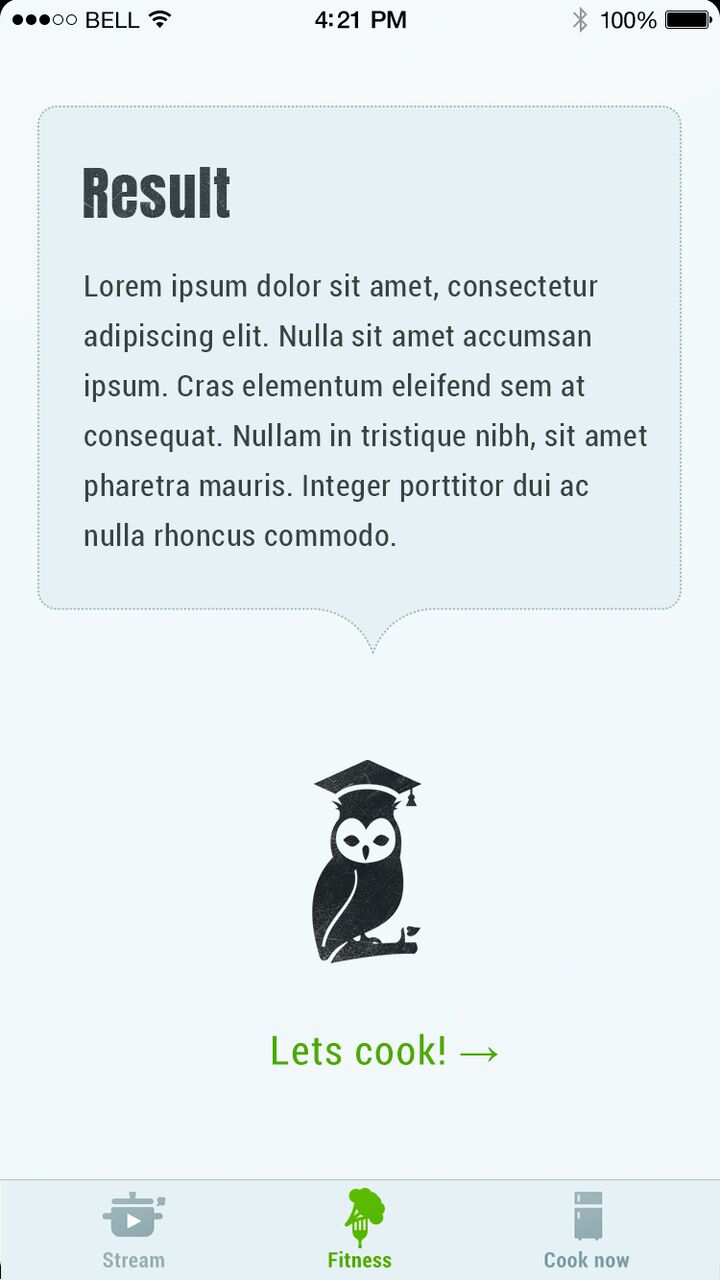 BELL 4:21 PM 100%
Result
Lorem ipsum dolor sit amet, consectetur
adipiscing elit. Nulla sit amet accumsan
ipsum. Cras elementum eleifend sem at
consequat. Nullam in tristique nibh, sit amet
pharetra mauris. Integer porttitor dui ac
nulla rhoncus commodo.
Lets cook! →
Stream Fitness Cook now